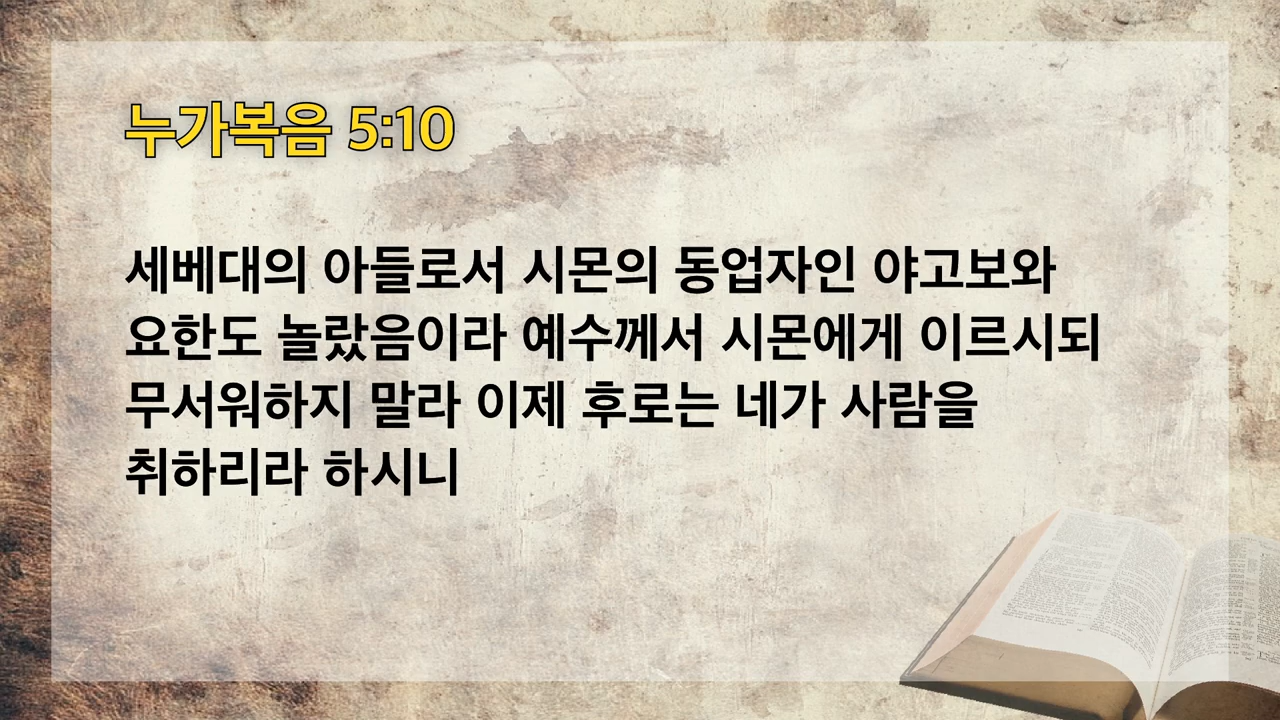 누가복음 5:10
세베대의 아들로서 시몬의 동업자인 야고보와
요한도 놀랐음이라 예수께서 시몬에게 이르시되
무서워하지 말라 이제 후로는 네가 사람을
취하리라 하시니